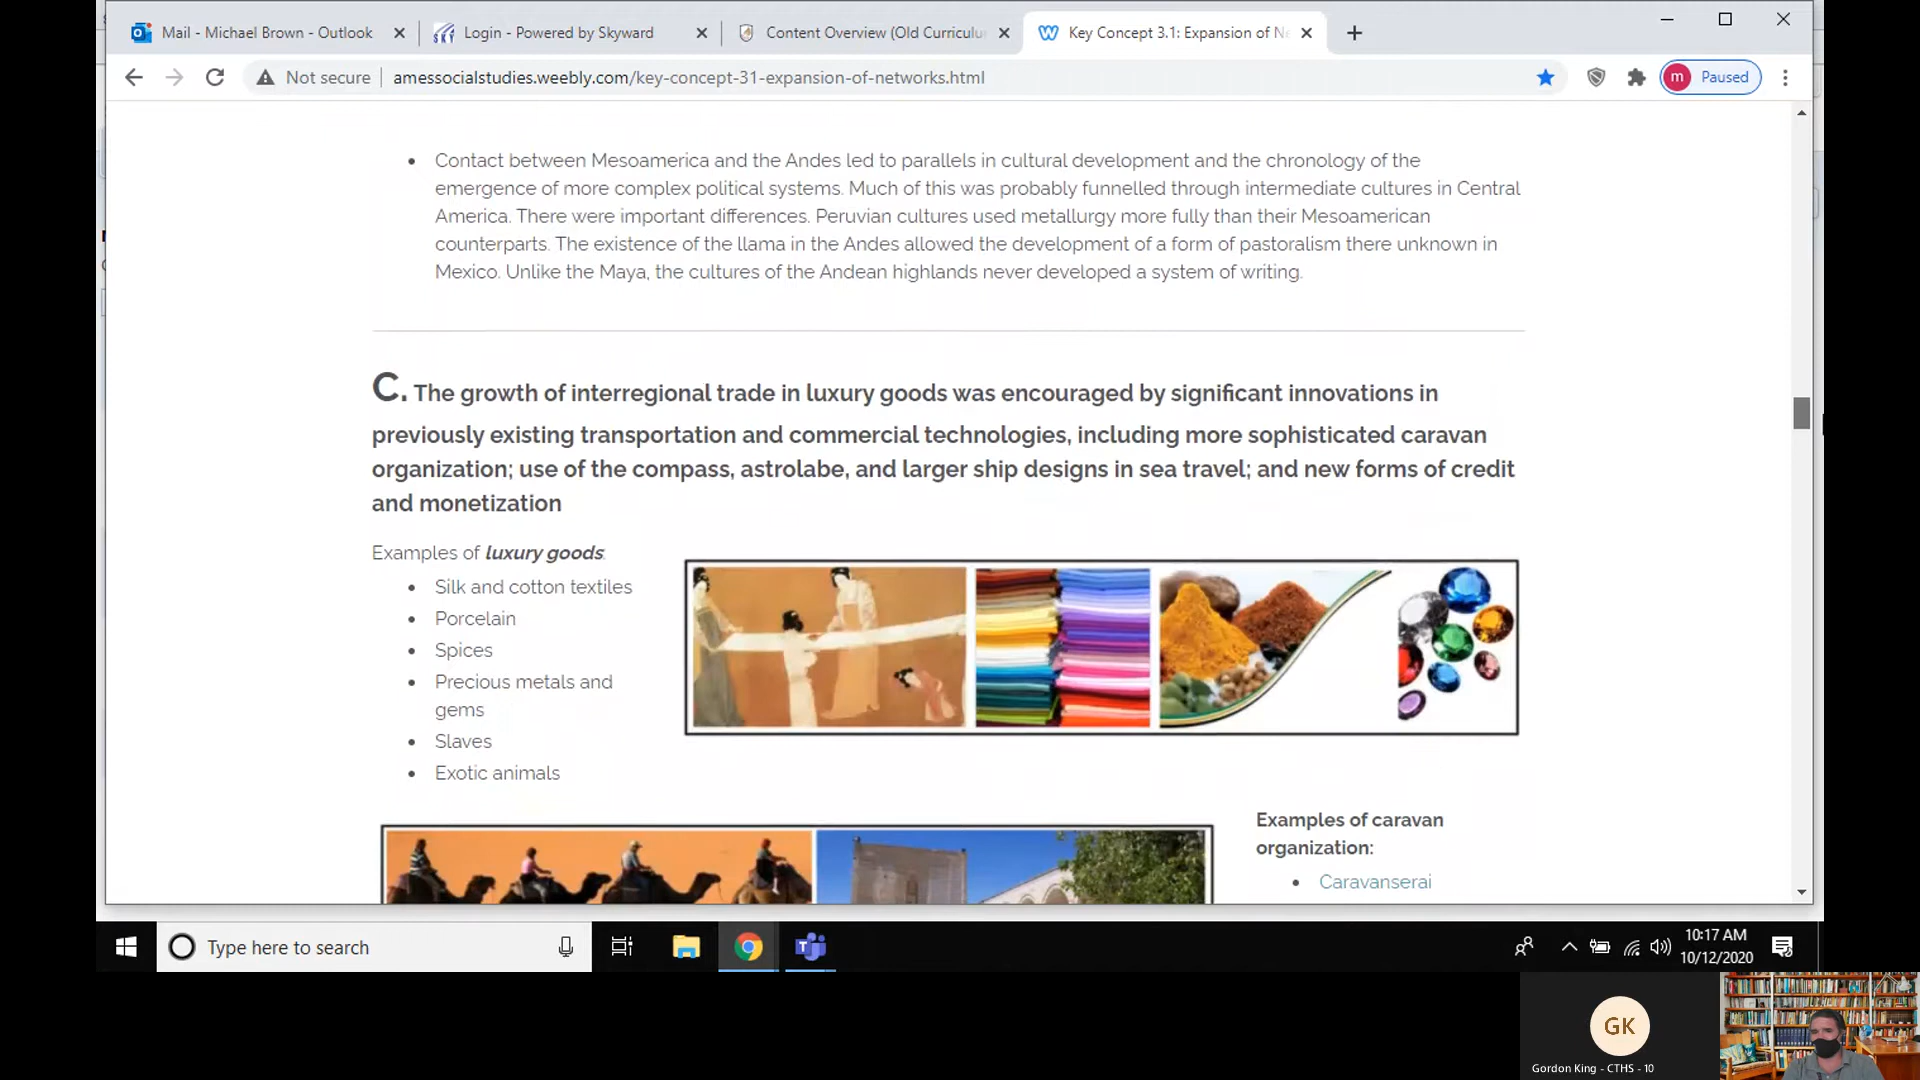 Mail - Michael Brown - Outlook
Login - Powered by Skyward
Content Overview (Old Curriculu
Key Concept 3.1: Expansion of Ne
Not secure
amessocialstudies.weebly.com/key-concept-31-expansion-of-networks.html
m
Paused
• Contact between Mesoamerica and the Andes led to parallels in cultural development and the chronology of the
emergence of more complex political systems. Much of this was probably funnelled through intermediate cultures in Central
America. There were important differences. Peruvian cultures used metallurgy more fully than their Mesoamerican
counterparts. The existence of the llama in the Andes allowed the development of a form of pastoralism there unknown in
Mexico. Unlike the Maya, the cultures of the Andean highlands never developed a system of writing.
C. The growth of interregional trade in luxury goods was encouraged by significant innovations in
previously existing transportation and commercial technologies, including more sophisticated caravan
organization; use of the compass, astrolabe, and larger ship designs in sea travel; and new forms of credit
and monetization
Examples of luxury goods:
• Silk and cotton textiles
• Porcelain
• Spices
• Precious metals and
gems
• Slaves
• Exotic animals
Examples of caravan
organization:
• Caravanserai
Type here to search
10:17 AM
10/12/2020
GK
Gordon King - CTHS - 10